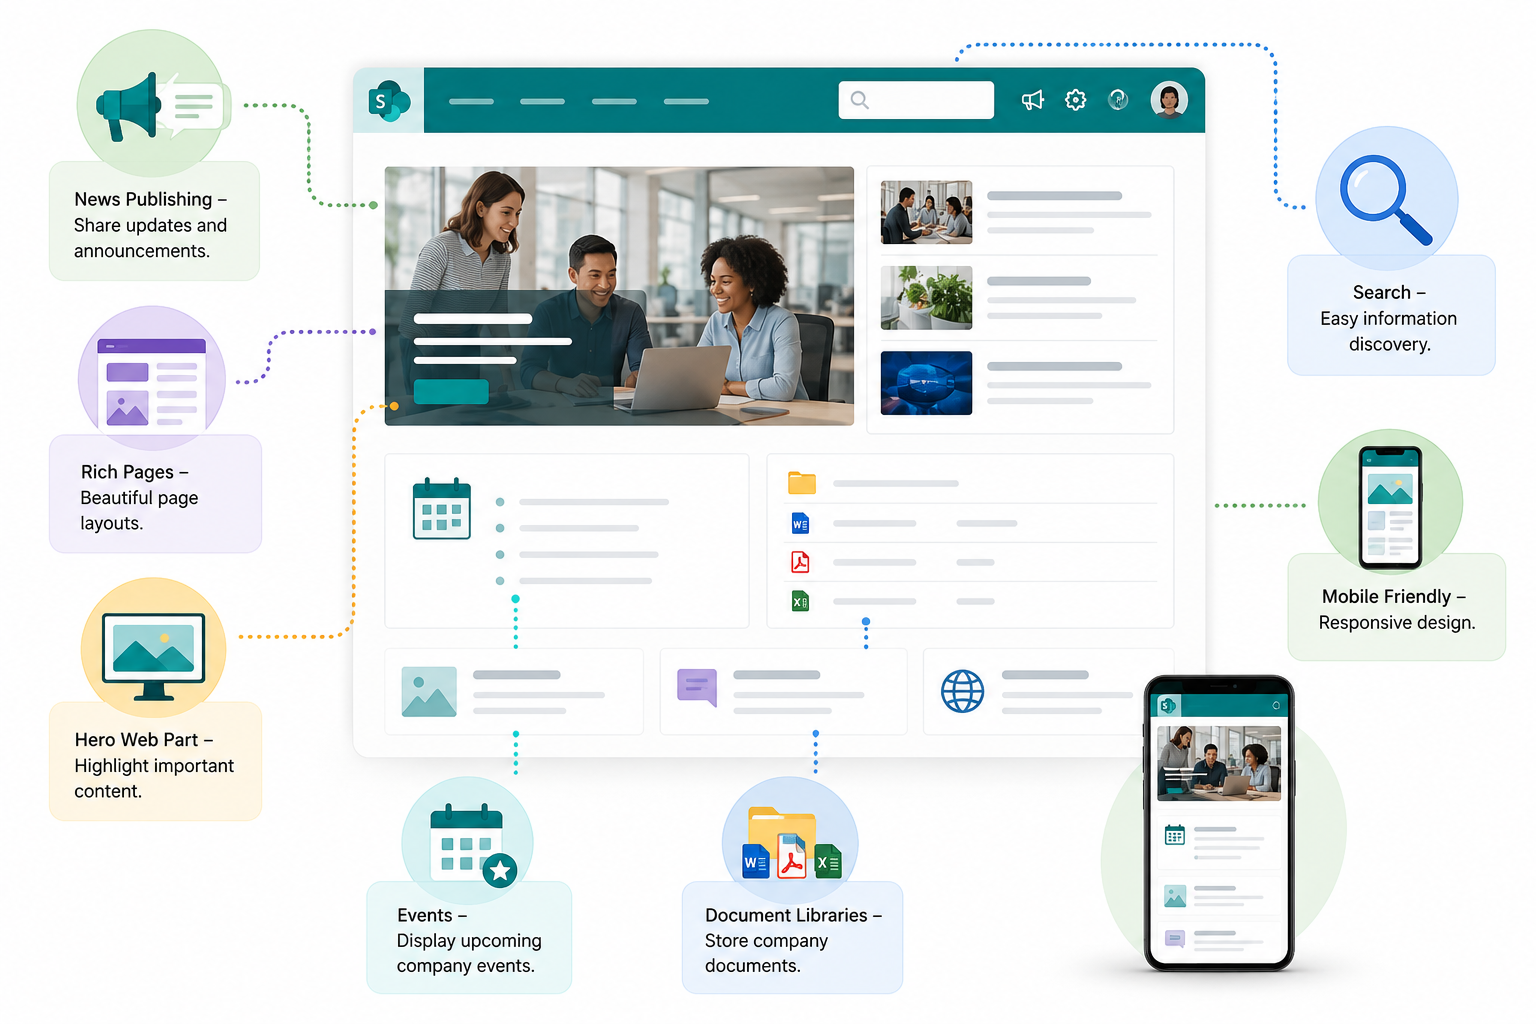 S
News Publishing –
Share updates and
announcements.
Rich Pages –
Beautiful page
layouts.
Hero Web Part –
Highlight important
content.
Search –
Easy information
discovery.
Mobile Friendly –
Responsive design.
W
X
S
W
X
Events –
Display upcoming
company events.
Document Libraries –
Store company
documents.